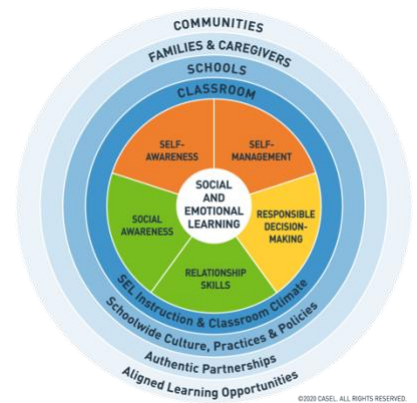 COMMUNITIES
FAMILIES & CAREGIVERS
SCHOOLS
CLASSROOM
SELF-
AWARENESS
SELF-
MANAGEMENT
SOCIAL
AND
EMOTIONAL
LEARNING
SOCIAL
AWARENESS
RESPONSIBLE
DECISION-
MAKING
RELATIONSHIP
SKILLS
SEL Instruction & Classroom Climate
Schoolwide Culture, Practices & Policies
Authentic Partnerships
Aligned Learning Opportunities
©2020 CASEL. ALL RIGHTS RESERVED.